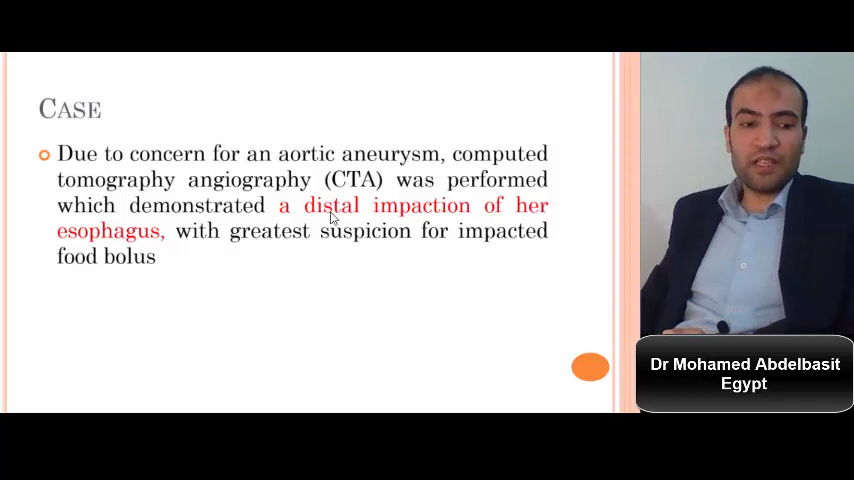 CASE
Due to concern for an aortic aneurysm, computed
tomography angiography (CTA) was performed
which demonstrated a distal impaction of her
esophagus, with greatest suspicion for impacted
food bolus
Dr Mohamed Abdelbasit
Egypt